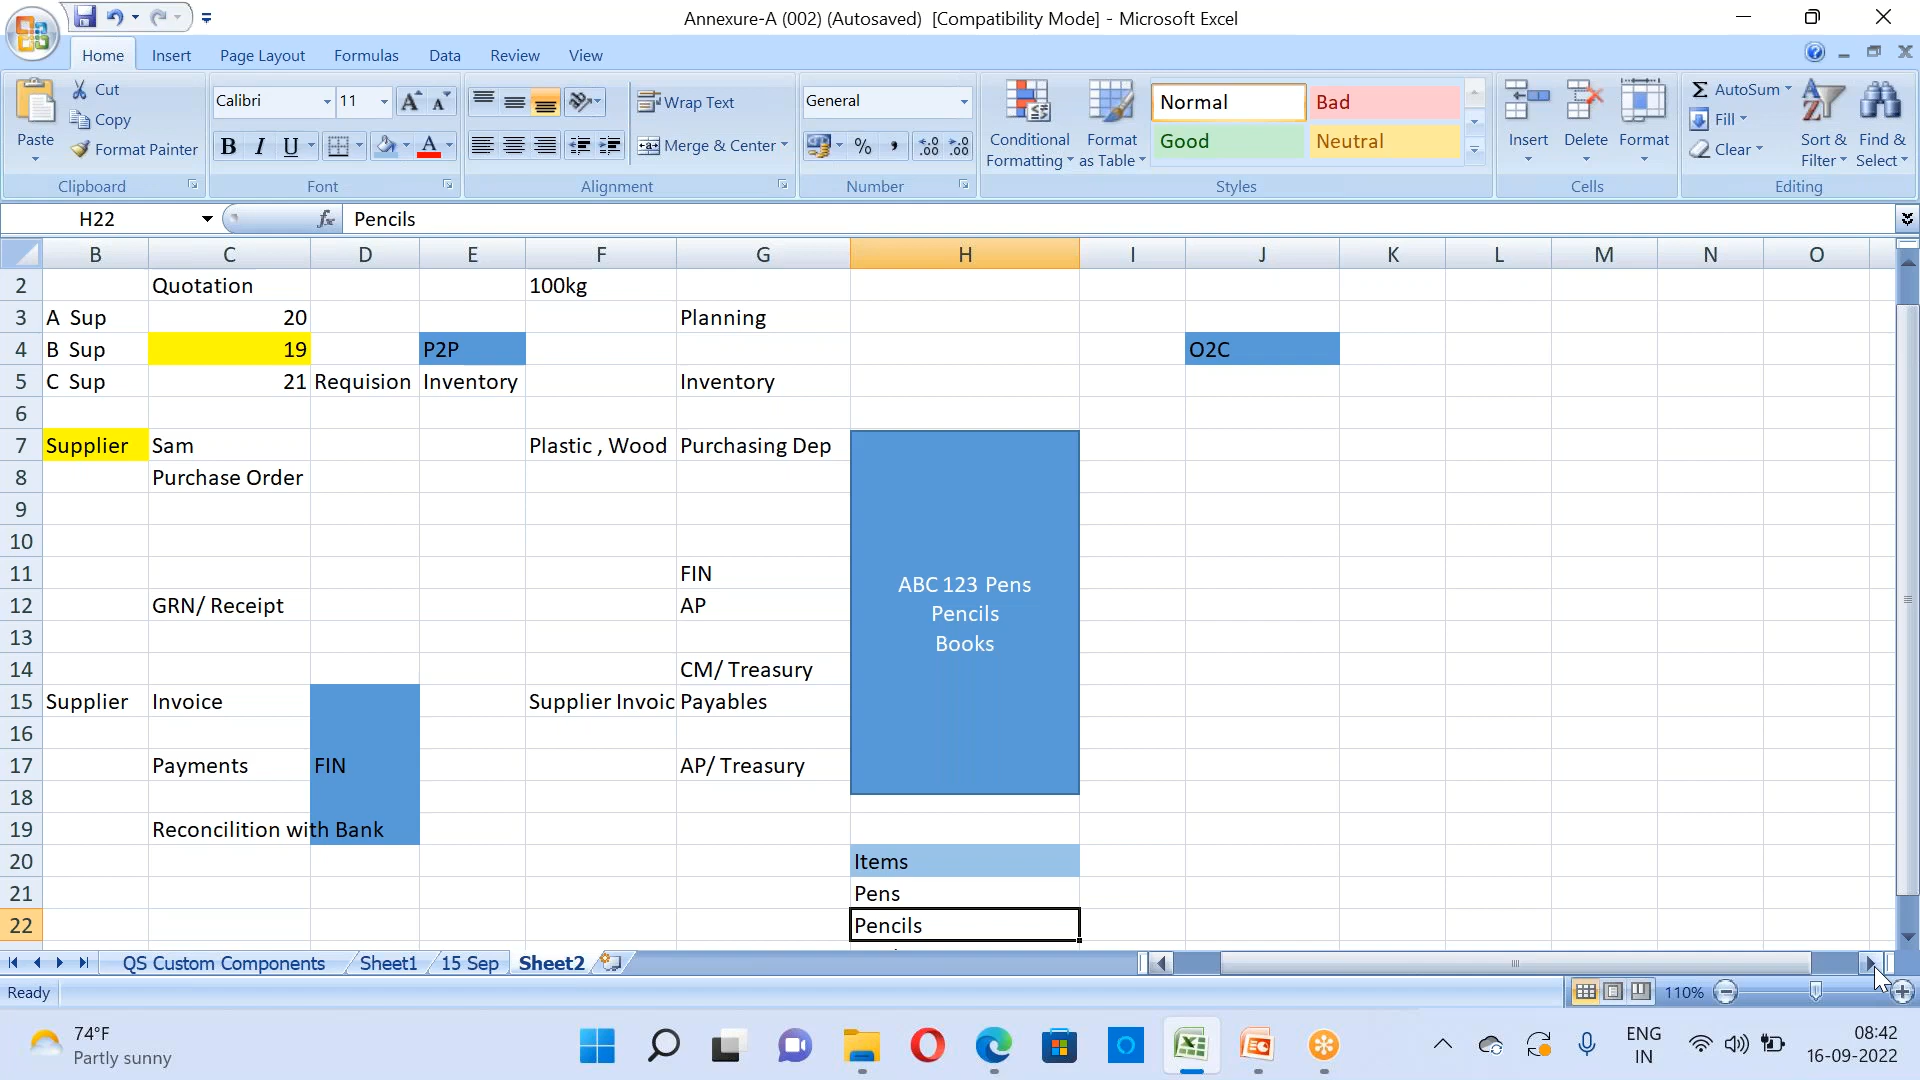 Annexure-A (002) (Autosaved)  [Compatibility Mode] - Microsoft Excel
Home Insert Page Layout Formulas Data Review View
Paste
Cut
Copy
Format Painter
Clipboard
Calibri 11
B I U
Font
Wrap Text
Merge & Center
Alignment
General
%
Number
Conditional Formatting
Format as Table
Normal Bad
Good Neutral
Styles
Insert Delete Format
Cells
AutoSum
Fill
Clear
Sort & Filter
Find & Select
Editing
H22 fx Pencils
B C D E F G H I J K L M N O
2 Quotation 100kg
3 A Sup 20 Planning
4 B Sup 19 P2P O2C
5 C Sup 21 Requision Inventory Inventory
6
7 Supplier Sam Plastic , Wood Purchasing Dep
8 Purchase Order
9
10
11 FIN
12 GRN/ Receipt AP
13
14 CM/ Treasury
15 Supplier Invoice Supplier Invoic Payables
16
17 Payments FIN AP/ Treasury
18
19 Reconcilition with Bank
20 Items
21 Pens
22 Pencils
ABC 123 Pens
Pencils
Books
QS Custom Components Sheet1 15 Sep Sheet2
Ready 110%
74°F
Partly sunny
ENG
IN
08:42
16-09-2022